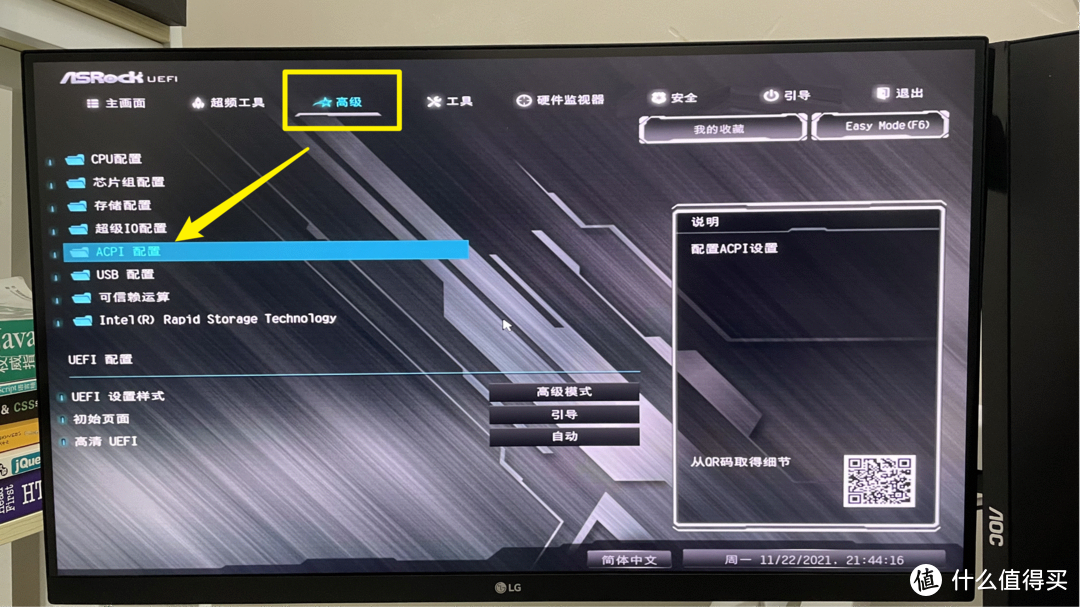 ASRock UEFI
主画面 超频工具 高级 工具 硬件监视器 安全 引导 退出
我的收藏 Easy Mode(F6)
CPU配置
芯片组配置
存储配置
超级IO配置
ACPI 配置
USB 配置
可信赖运算
Intel(R) Rapid Storage Technology
UEFI 配置
UEFI 设置样式 高级模式
初始页面 引导
高清 UEFI 自动
说明
配置ACPI设置
从QR码取得细节
简体中文 周一 11/22/2021. 21:44:16
LG
AOC
Java
权威指
& CSS
jQue
Head First
HT
值 什么值得买